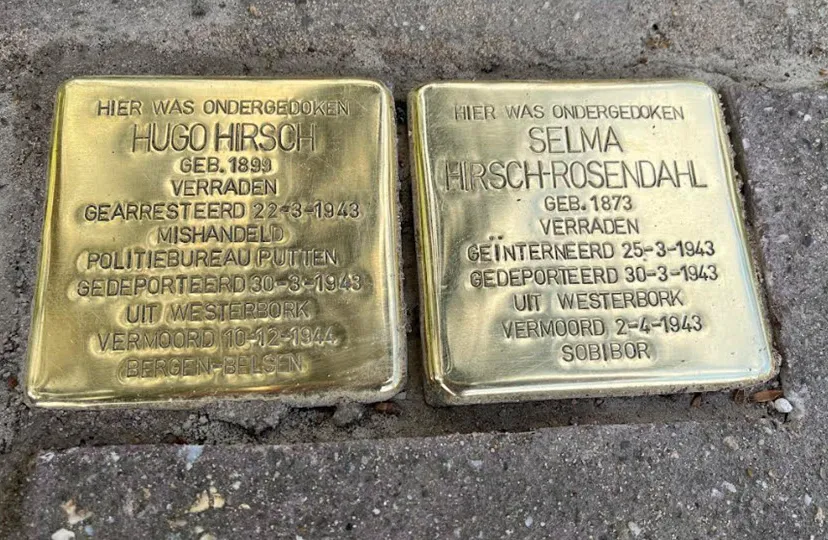 HIER WAS ONDERGEDOKEN
HUGO HIRSCH
GEB. 1899
VERRADEN
GEARRESTEERD 22-3-1943
MISHANDELD
POLITIEBUREAU PUTTEN
GEDEPORTEERD 30-3-1943
UIT WESTERBORK
VERMOORD 10-12-1944
BERGEN-BELSEN
HIER WAS ONDERGEDOKEN
SELMA
HIRSCH-ROSENDAHL
GEB. 1873
VERRADEN
GEÏNTERNEERD 25-3-1943
GEDEPORTEERD 30-3-1943
UIT WESTERBORK
VERMOORD 2-4-1943
SOBIBOR